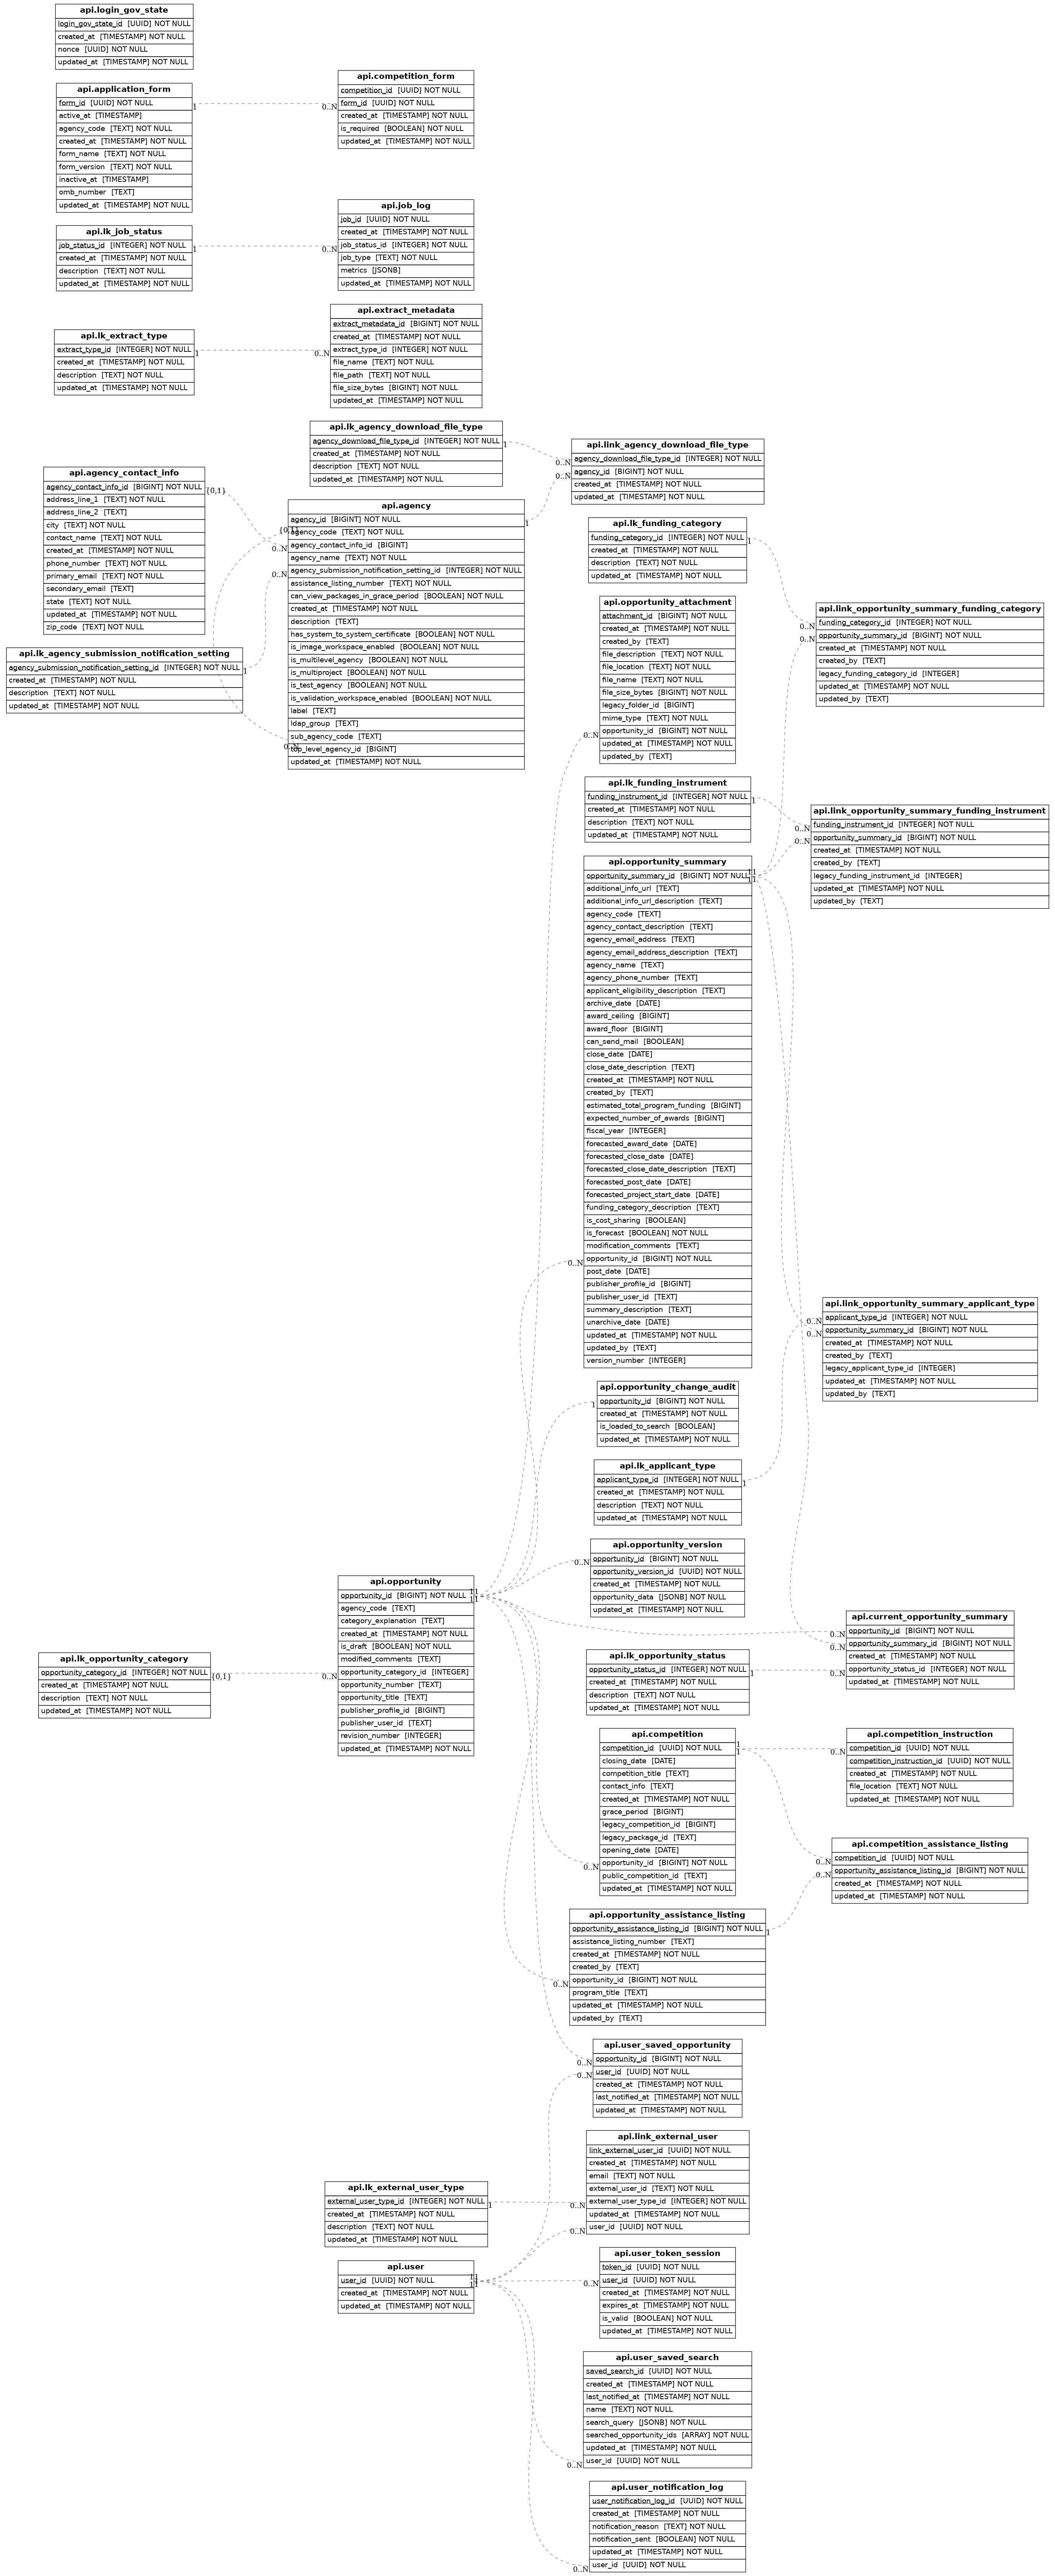 api.login_gov_state
login_gov_state_id [UUID] NOT NULL
created_at [TIMESTAMP] NOT NULL
nonce [UUID] NOT NULL
updated_at [TIMESTAMP] NOT NULL
api.application_form
form_id [UUID] NOT NULL
active_at [TIMESTAMP]
agency_code [TEXT] NOT NULL
created_at [TIMESTAMP] NOT NULL
form_name [TEXT] NOT NULL
form_version [TEXT] NOT NULL
inactive_at [TIMESTAMP]
omb_number [TEXT]
updated_at [TIMESTAMP] NOT NULL
1
0..N
api.competition_form
competition_id [UUID] NOT NULL
form_id [UUID] NOT NULL
created_at [TIMESTAMP] NOT NULL
is_required [BOOLEAN] NOT NULL
updated_at [TIMESTAMP] NOT NULL
api.lk_job_status
job_status_id [INTEGER] NOT NULL
created_at [TIMESTAMP] NOT NULL
description [TEXT] NOT NULL
updated_at [TIMESTAMP] NOT NULL
1
0..N
api.job_log
job_id [UUID] NOT NULL
created_at [TIMESTAMP] NOT NULL
job_status_id [INTEGER] NOT NULL
job_type [TEXT] NOT NULL
metrics [JSONB]
updated_at [TIMESTAMP] NOT NULL
api.lk_extract_type
extract_type_id [INTEGER] NOT NULL
created_at [TIMESTAMP] NOT NULL
description [TEXT] NOT NULL
updated_at [TIMESTAMP] NOT NULL
1
0..N
api.extract_metadata
extract_metadata_id [BIGINT] NOT NULL
created_at [TIMESTAMP] NOT NULL
extract_type_id [INTEGER] NOT NULL
file_name [TEXT] NOT NULL
file_path [TEXT] NOT NULL
file_size_bytes [BIGINT] NOT NULL
updated_at [TIMESTAMP] NOT NULL
api.lk_agency_download_file_type
agency_download_file_type_id [INTEGER] NOT NULL
created_at [TIMESTAMP] NOT NULL
description [TEXT] NOT NULL
updated_at [TIMESTAMP] NOT NULL
1
0..N
0..N
api.link_agency_download_file_type
agency_download_file_type_id [INTEGER] NOT NULL
agency_id [BIGINT] NOT NULL
created_at [TIMESTAMP] NOT NULL
updated_at [TIMESTAMP] NOT NULL
api.agency_contact_info
agency_contact_info_id [BIGINT] NOT NULL
address_line_1 [TEXT] NOT NULL
address_line_2 [TEXT]
city [TEXT] NOT NULL
contact_name [TEXT] NOT NULL
created_at [TIMESTAMP] NOT NULL
phone_number [TEXT] NOT NULL
primary_email [TEXT] NOT NULL
secondary_email [TEXT]
state [TEXT] NOT NULL
updated_at [TIMESTAMP] NOT NULL
zip_code [TEXT] NOT NULL
{0,1}
api.lk_agency_submission_notification_setting
agency_submission_notification_setting_id [INTEGER] NOT NULL
created_at [TIMESTAMP] NOT NULL
description [TEXT] NOT NULL
updated_at [TIMESTAMP] NOT NULL
1
{0,1}
0..N
0..N
0..N
api.agency
agency_id [BIGINT] NOT NULL
agency_code [TEXT] NOT NULL
agency_contact_info_id [BIGINT]
agency_name [TEXT] NOT NULL
agency_submission_notification_setting_id [INTEGER] NOT NULL
assistance_listing_number [TEXT] NOT NULL
can_view_packages_in_grace_period [BOOLEAN] NOT NULL
created_at [TIMESTAMP] NOT NULL
description [TEXT]
has_system_to_system_certificate [BOOLEAN] NOT NULL
is_image_workspace_enabled [BOOLEAN] NOT NULL
is_multilevel_agency [BOOLEAN] NOT NULL
is_multiproject [BOOLEAN] NOT NULL
is_test_agency [BOOLEAN] NOT NULL
is_validation_workspace_enabled [BOOLEAN] NOT NULL
label [TEXT]
ldap_group [TEXT]
sub_agency_code [TEXT]
top_level_agency_id [BIGINT]
updated_at [TIMESTAMP] NOT NULL
1
api.lk_funding_category
funding_category_id [INTEGER] NOT NULL
created_at [TIMESTAMP] NOT NULL
description [TEXT] NOT NULL
updated_at [TIMESTAMP] NOT NULL
1
api.opportunity_attachment
attachment_id [BIGINT] NOT NULL
created_at [TIMESTAMP] NOT NULL
created_by [TEXT]
file_description [TEXT] NOT NULL
file_location [TEXT] NOT NULL
file_name [TEXT] NOT NULL
file_size_bytes [BIGINT] NOT NULL
legacy_folder_id [BIGINT]
mime_type [TEXT] NOT NULL
opportunity_id [BIGINT] NOT NULL
updated_at [TIMESTAMP] NOT NULL
updated_by [TEXT]
0..N
0..N
0..N
api.link_opportunity_summary_funding_category
funding_category_id [INTEGER] NOT NULL
opportunity_summary_id [BIGINT] NOT NULL
created_at [TIMESTAMP] NOT NULL
created_by [TEXT]
legacy_funding_category_id [INTEGER]
updated_at [TIMESTAMP] NOT NULL
updated_by [TEXT]
api.lk_funding_instrument
funding_instrument_id [INTEGER] NOT NULL
created_at [TIMESTAMP] NOT NULL
description [TEXT] NOT NULL
updated_at [TIMESTAMP] NOT NULL
1
0..N
0..N
api.link_opportunity_summary_funding_instrument
funding_instrument_id [INTEGER] NOT NULL
opportunity_summary_id [BIGINT] NOT NULL
created_at [TIMESTAMP] NOT NULL
created_by [TEXT]
legacy_funding_instrument_id [INTEGER]
updated_at [TIMESTAMP] NOT NULL
updated_by [TEXT]
api.opportunity_summary
opportunity_summary_id [BIGINT] NOT NULL
additional_info_url [TEXT]
additional_info_url_description [TEXT]
agency_code [TEXT]
agency_contact_description [TEXT]
agency_email_address [TEXT]
agency_email_address_description [TEXT]
agency_name [TEXT]
agency_phone_number [TEXT]
applicant_eligibility_description [TEXT]
archive_date [DATE]
award_ceiling [BIGINT]
award_floor [BIGINT]
can_send_mail [BOOLEAN]
close_date [DATE]
close_date_description [TEXT]
created_at [TIMESTAMP] NOT NULL
created_by [TEXT]
estimated_total_program_funding [BIGINT]
expected_number_of_awards [BIGINT]
fiscal_year [INTEGER]
forecasted_award_date [DATE]
forecasted_close_date [DATE]
forecasted_close_date_description [TEXT]
forecasted_post_date [DATE]
forecasted_project_start_date [DATE]
funding_category_description [TEXT]
is_cost_sharing [BOOLEAN]
is_forecast [BOOLEAN] NOT NULL
modification_comments [TEXT]
opportunity_id [BIGINT] NOT NULL
post_date [DATE]
publisher_profile_id [BIGINT]
publisher_user_id [TEXT]
summary_description [TEXT]
unarchive_date [DATE]
updated_at [TIMESTAMP] NOT NULL
updated_by [TEXT]
version_number [INTEGER]
11
11
0..N
0..N
0..N
api.link_opportunity_summary_applicant_type
applicant_type_id [INTEGER] NOT NULL
opportunity_summary_id [BIGINT] NOT NULL
created_at [TIMESTAMP] NOT NULL
created_by [TEXT]
legacy_applicant_type_id [INTEGER]
updated_at [TIMESTAMP] NOT NULL
updated_by [TEXT]
api.opportunity_change_audit
opportunity_id [BIGINT] NOT NULL
created_at [TIMESTAMP] NOT NULL
is_loaded_to_search [BOOLEAN]
updated_at [TIMESTAMP] NOT NULL
1
api.lk_applicant_type
applicant_type_id [INTEGER] NOT NULL
created_at [TIMESTAMP] NOT NULL
description [TEXT] NOT NULL
updated_at [TIMESTAMP] NOT NULL
1
api.opportunity_version
opportunity_id [BIGINT] NOT NULL
opportunity_version_id [UUID] NOT NULL
created_at [TIMESTAMP] NOT NULL
opportunity_data [JSONB] NOT NULL
updated_at [TIMESTAMP] NOT NULL
0..N
api.opportunity
opportunity_id [BIGINT] NOT NULL
agency_code [TEXT]
category_explanation [TEXT]
created_at [TIMESTAMP] NOT NULL
is_draft [BOOLEAN] NOT NULL
modified_comments [TEXT]
opportunity_category_id [INTEGER]
opportunity_number [TEXT]
opportunity_title [TEXT]
publisher_profile_id [BIGINT]
publisher_user_id [TEXT]
revision_number [INTEGER]
updated_at [TIMESTAMP] NOT NULL
11
11
api.lk_opportunity_category
opportunity_category_id [INTEGER] NOT NULL
created_at [TIMESTAMP] NOT NULL
description [TEXT] NOT NULL
updated_at [TIMESTAMP] NOT NULL
{0,1}
0..N
api.current_opportunity_summary
opportunity_id [BIGINT] NOT NULL
opportunity_summary_id [BIGINT] NOT NULL
created_at [TIMESTAMP] NOT NULL
opportunity_status_id [INTEGER] NOT NULL
updated_at [TIMESTAMP] NOT NULL
0..N
0..N
0..N
api.lk_opportunity_status
opportunity_status_id [INTEGER] NOT NULL
created_at [TIMESTAMP] NOT NULL
description [TEXT] NOT NULL
updated_at [TIMESTAMP] NOT NULL
1
api.competition
competition_id [UUID] NOT NULL
closing_date [DATE]
competition_title [TEXT]
contact_info [TEXT]
created_at [TIMESTAMP] NOT NULL
grace_period [BIGINT]
legacy_competition_id [BIGINT]
legacy_package_id [TEXT]
opening_date [DATE]
opportunity_id [BIGINT] NOT NULL
public_competition_id [TEXT]
updated_at [TIMESTAMP] NOT NULL
1
1
0..N
0..N
api.competition_instruction
competition_id [UUID] NOT NULL
competition_instruction_id [UUID] NOT NULL
created_at [TIMESTAMP] NOT NULL
file_location [TEXT] NOT NULL
updated_at [TIMESTAMP] NOT NULL
api.competition_assistance_listing
competition_id [UUID] NOT NULL
opportunity_assistance_listing_id [BIGINT] NOT NULL
created_at [TIMESTAMP] NOT NULL
updated_at [TIMESTAMP] NOT NULL
0..N
0..N
api.opportunity_assistance_listing
opportunity_assistance_listing_id [BIGINT] NOT NULL
assistance_listing_number [TEXT]
created_at [TIMESTAMP] NOT NULL
created_by [TEXT]
opportunity_id [BIGINT] NOT NULL
program_title [TEXT]
updated_at [TIMESTAMP] NOT NULL
updated_by [TEXT]
1
0..N
api.user_saved_opportunity
opportunity_id [BIGINT] NOT NULL
user_id [UUID] NOT NULL
created_at [TIMESTAMP] NOT NULL
last_notified_at [TIMESTAMP] NOT NULL
updated_at [TIMESTAMP] NOT NULL
0..N
0..N
api.link_external_user
link_external_user_id [UUID] NOT NULL
created_at [TIMESTAMP] NOT NULL
email [TEXT] NOT NULL
external_user_id [TEXT] NOT NULL
external_user_type_id [INTEGER] NOT NULL
updated_at [TIMESTAMP] NOT NULL
user_id [UUID] NOT NULL
0..N
0..N
api.lk_external_user_type
external_user_type_id [INTEGER] NOT NULL
created_at [TIMESTAMP] NOT NULL
description [TEXT] NOT NULL
updated_at [TIMESTAMP] NOT NULL
1
api.user
user_id [UUID] NOT NULL
created_at [TIMESTAMP] NOT NULL
updated_at [TIMESTAMP] NOT NULL
11
11
api.user_token_session
token_id [UUID] NOT NULL
user_id [UUID] NOT NULL
created_at [TIMESTAMP] NOT NULL
expires_at [TIMESTAMP] NOT NULL
is_valid [BOOLEAN] NOT NULL
updated_at [TIMESTAMP] NOT NULL
0..N
api.user_saved_search
saved_search_id [UUID] NOT NULL
created_at [TIMESTAMP] NOT NULL
last_notified_at [TIMESTAMP] NOT NULL
name [TEXT] NOT NULL
search_query [JSONB] NOT NULL
searched_opportunity_ids [ARRAY] NOT NULL
updated_at [TIMESTAMP] NOT NULL
user_id [UUID] NOT NULL
0..N
api.user_notification_log
user_notification_log_id [UUID] NOT NULL
created_at [TIMESTAMP] NOT NULL
notification_reason [TEXT] NOT NULL
notification_sent [BOOLEAN] NOT NULL
updated_at [TIMESTAMP] NOT NULL
user_id [UUID] NOT NULL
0..N